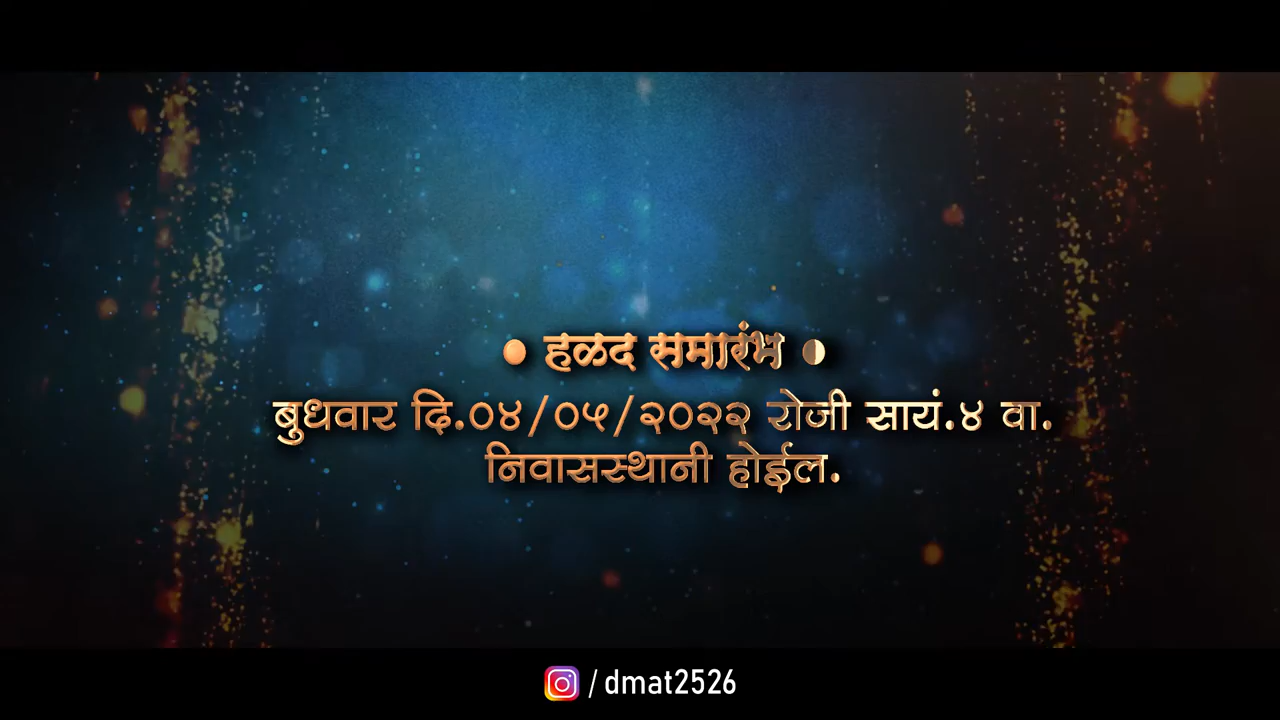 ● हळद समारंभ ●
बुधवार दि.०४/०५/२०२२ रोजी सायं.४ वा.
निवासस्थानी होईल.
/ dmat2526